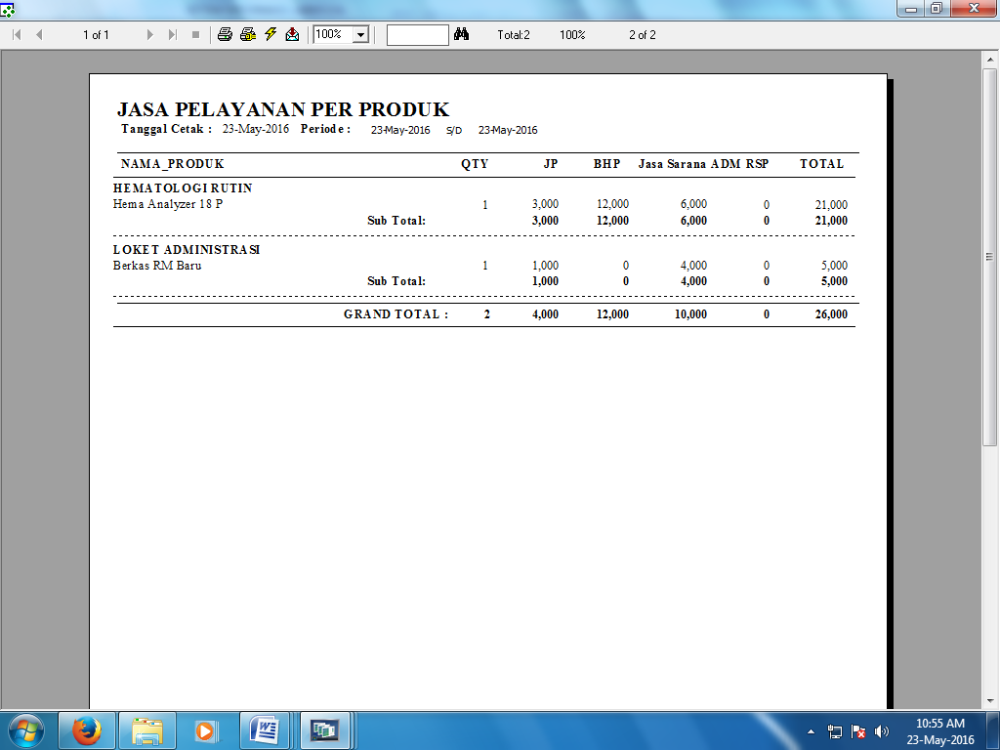 1 of 1 100% Total:2 100% 2 of 2
JASA PELAYANAN PER PRODUK
Tanggal Cetak : 23-May-2016 Periode : 23-May-2016 S/D 23-May-2016
NAMA_PRODUK QTY JP BHP Jasa Sarana ADM RSP TOTAL
HEMATOLOGI RUTIN
Hema Analyzer 18 P 1 3,000 12,000 6,000 0 21,000
Sub Total: 3,000 12,000 6,000 0 21,000
LOKET ADMINISTRASI
Berkas RM Baru 1 1,000 0 4,000 0 5,000
Sub Total: 1,000 0 4,000 0 5,000
GRAND TOTAL : 2 4,000 12,000 10,000 0 26,000
10:55 AM
23-May-2016